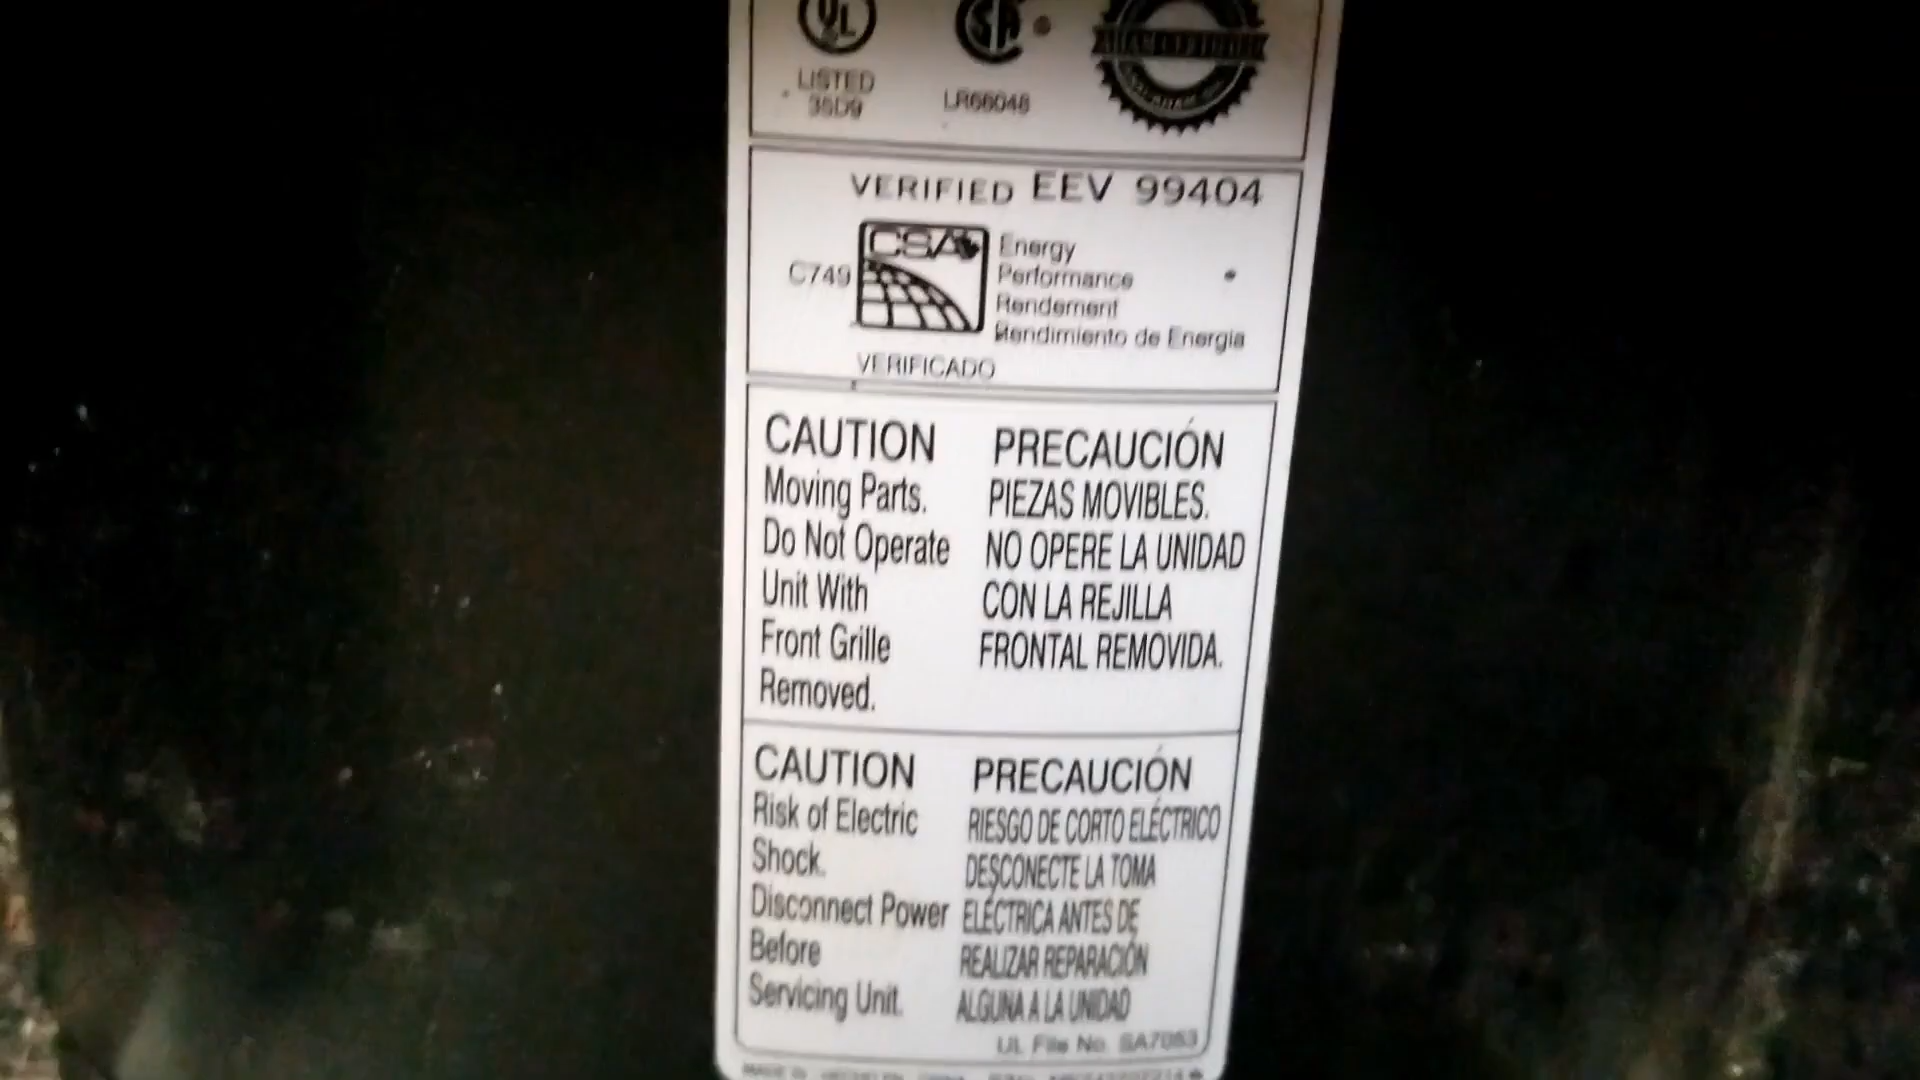 UL
LISTED
35D9
LR66048
VERIFIED EEV 99404
CSA
C749
Energy
Performance
Rendement
Rendimiento de Energia
VERIFICADO
CAUTION
Moving Parts.
Do Not Operate
Unit With
Front Grille
Removed.
PRECAUCIÓN
PIEZAS MOVIBLES.
NO OPERE LA UNIDAD
CON LA REJILLA
FRONTAL REMOVIDA.
CAUTION
Risk of Electric
Shock.
Disconnect Power
Before
Servicing Unit.
PRECAUCIÓN
RIESGO DE CORTO ELÉCTRICO
DESCONECTE LA TOMA
ELÉCTRICA ANTES DE
REALIZAR REPARACIÓN
ALGUNA A LA UNIDAD
UL File No. SA7053